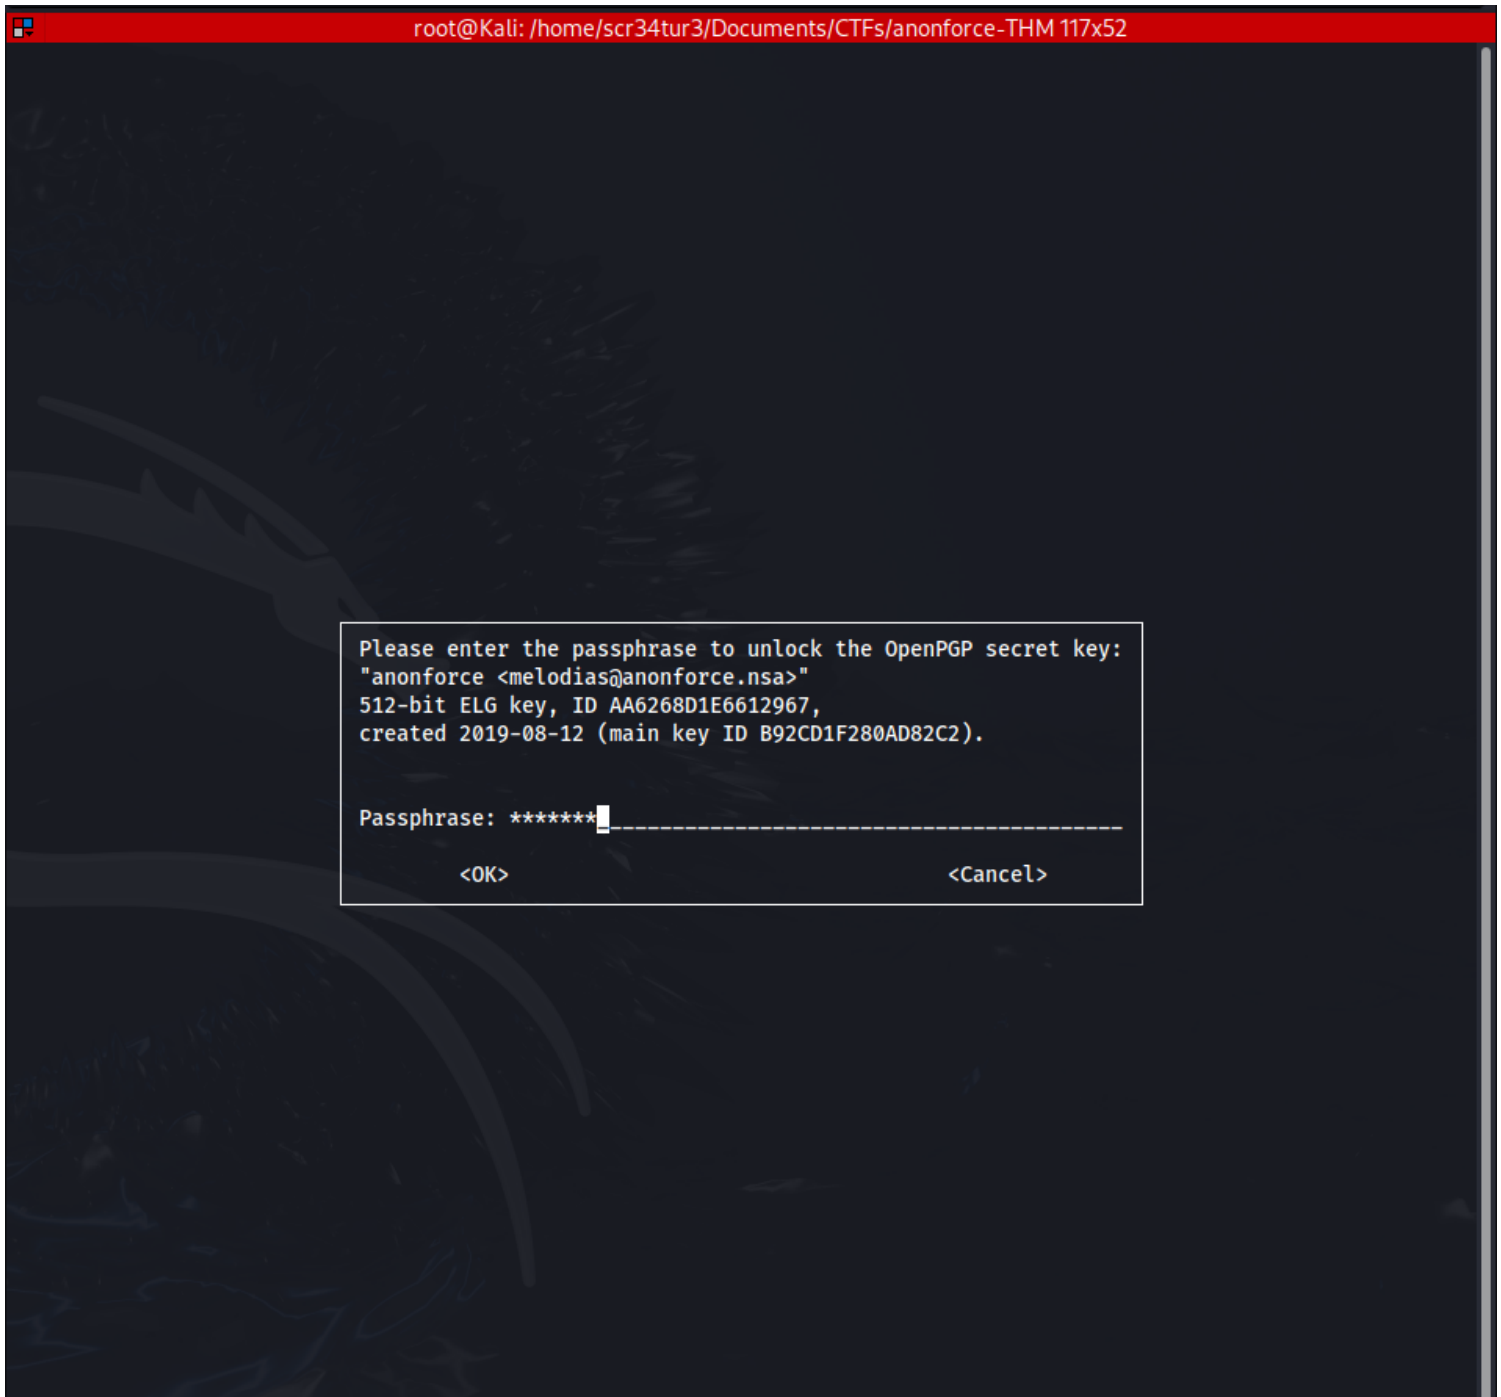 root@Kali: /home/scr34tur3/Documents/CTFs/anonforce-THM 117x52
Please enter the passphrase to unlock the OpenPGP secret key:
"anonforce <melodias@anonforce.nsa>"
512-bit ELG key, ID AA6268D1E6612967,
created 2019-08-12 (main key ID B92CD1F280AD82C2).
Passphrase: *******__________________________________________
<OK> <Cancel>